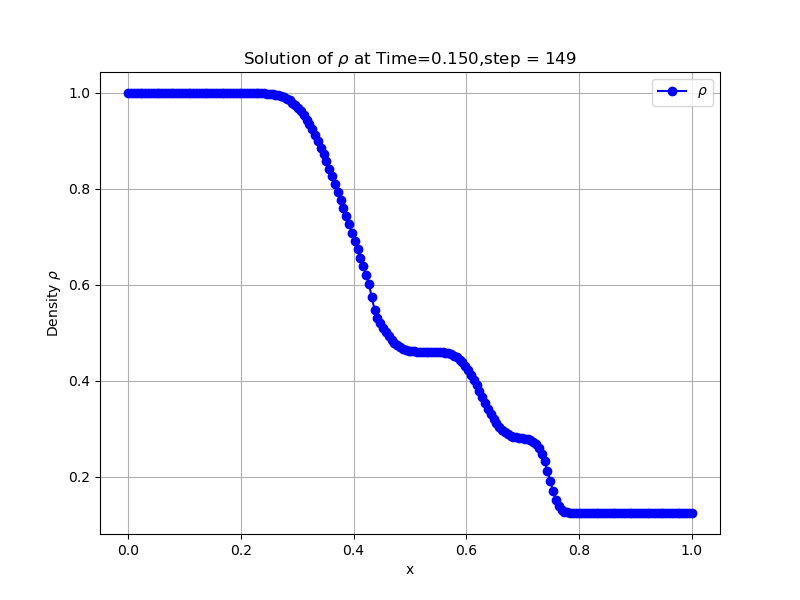 Solution of ρ at Time=0.150,step = 149
ρ
1.0
0.8
0.6
0.4
0.2
Density ρ
0.0 0.2 0.4 0.6 0.8 1.0
x